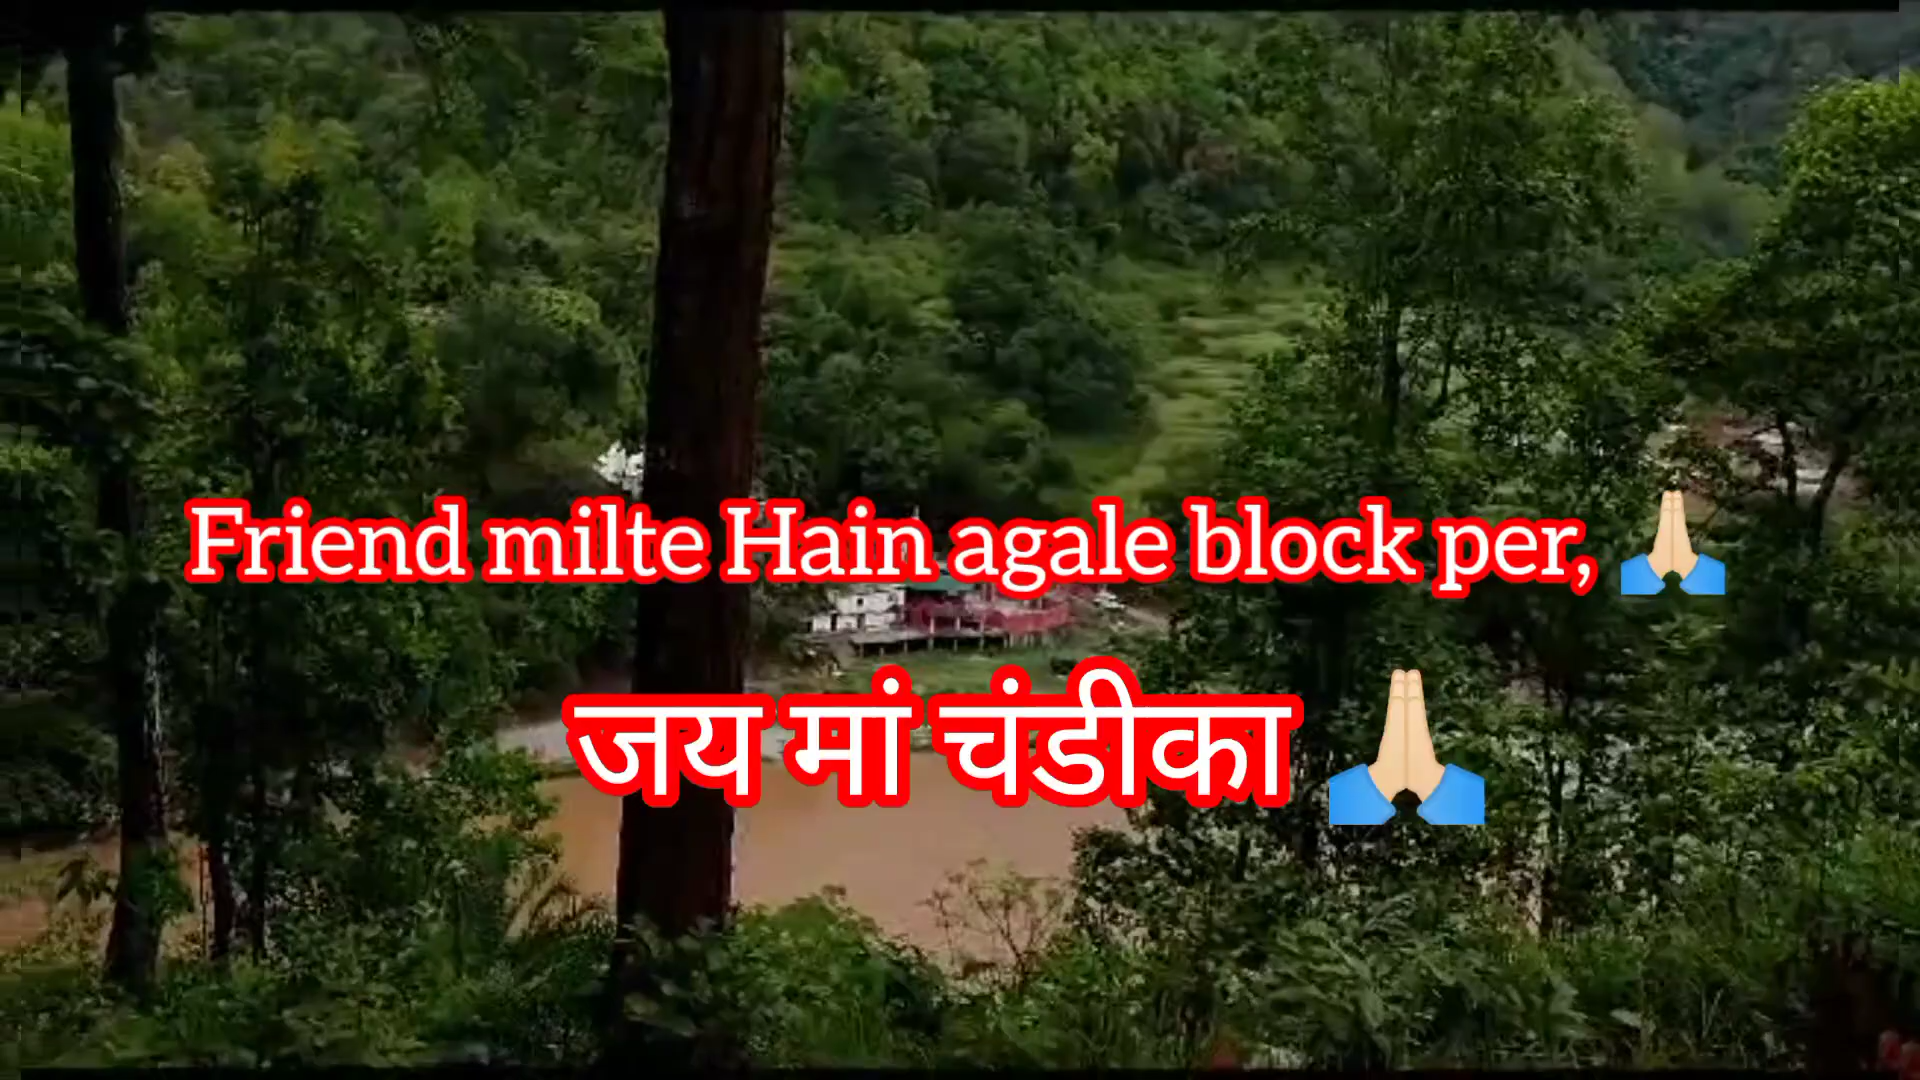 Friend milte Hain agale block per, 🙏🏻
जय मां चंडीका 🙏🏻